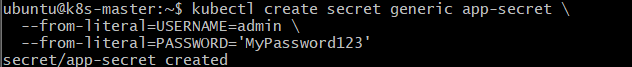 ubuntu@k8s-master:~$ kubectl create secret generic app-secret \
  --from-literal=USERNAME=admin \
  --from-literal=PASSWORD='MyPassword123'
secret/app-secret created